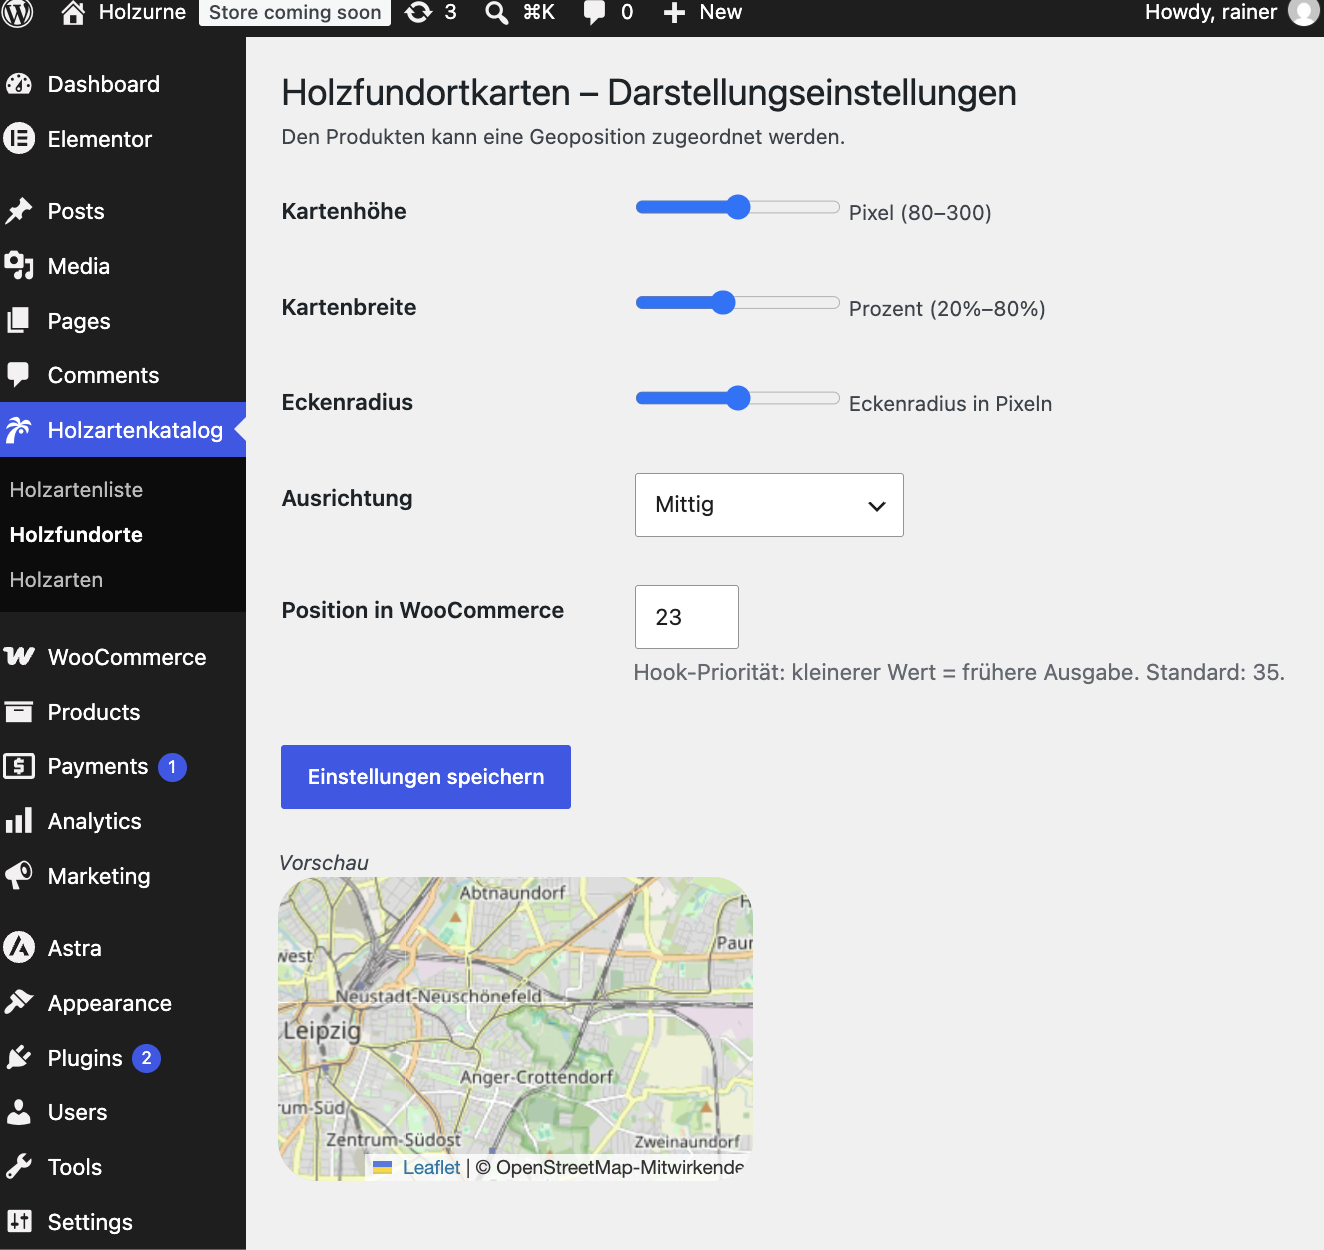 Holzurne Store coming soon 3 ⌘K 0 New Howdy, rainer
Dashboard
Elementor
Posts
Media
Pages
Comments
Holzartenkatalog
Holzartenliste
Holzfundorte
Holzarten
WooCommerce
Products
Payments 1
Analytics
Marketing
Astra
Appearance
Plugins 2
Users
Tools
Settings
Holzfundortkarten – Darstellungseinstellungen
Den Produkten kann eine Geoposition zugeordnet werden.
Kartenhöhe Pixel (80–300)
Kartenbreite Prozent (20%–80%)
Eckenradius Eckenradius in Pixeln
Ausrichtung Mittig
Position in WooCommerce 23
Hook-Priorität: kleinerer Wert = frühere Ausgabe. Standard: 35.
Einstellungen speichern
Vorschau
Abtnaundorf
Paun
west
Neustadt-Neuschönefeld
Leipzig
Anger-Crottendorf
rum-Süd
Zentrum-Südost Zweinaundorf
Leaflet | © OpenStreetMap-Mitwirkende